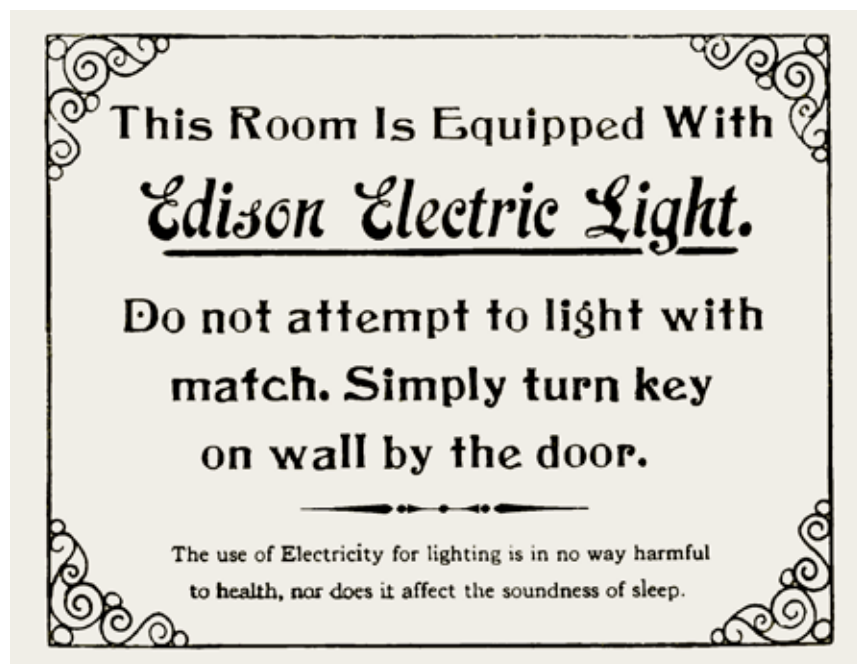 This Room Is Equipped With
Edison Electric Light.
Do not attempt to light with
match. Simply turn key
on wall by the door.
The use of Electricity for lighting is in no way harmful
to health, nor does it affect the soundness of sleep.